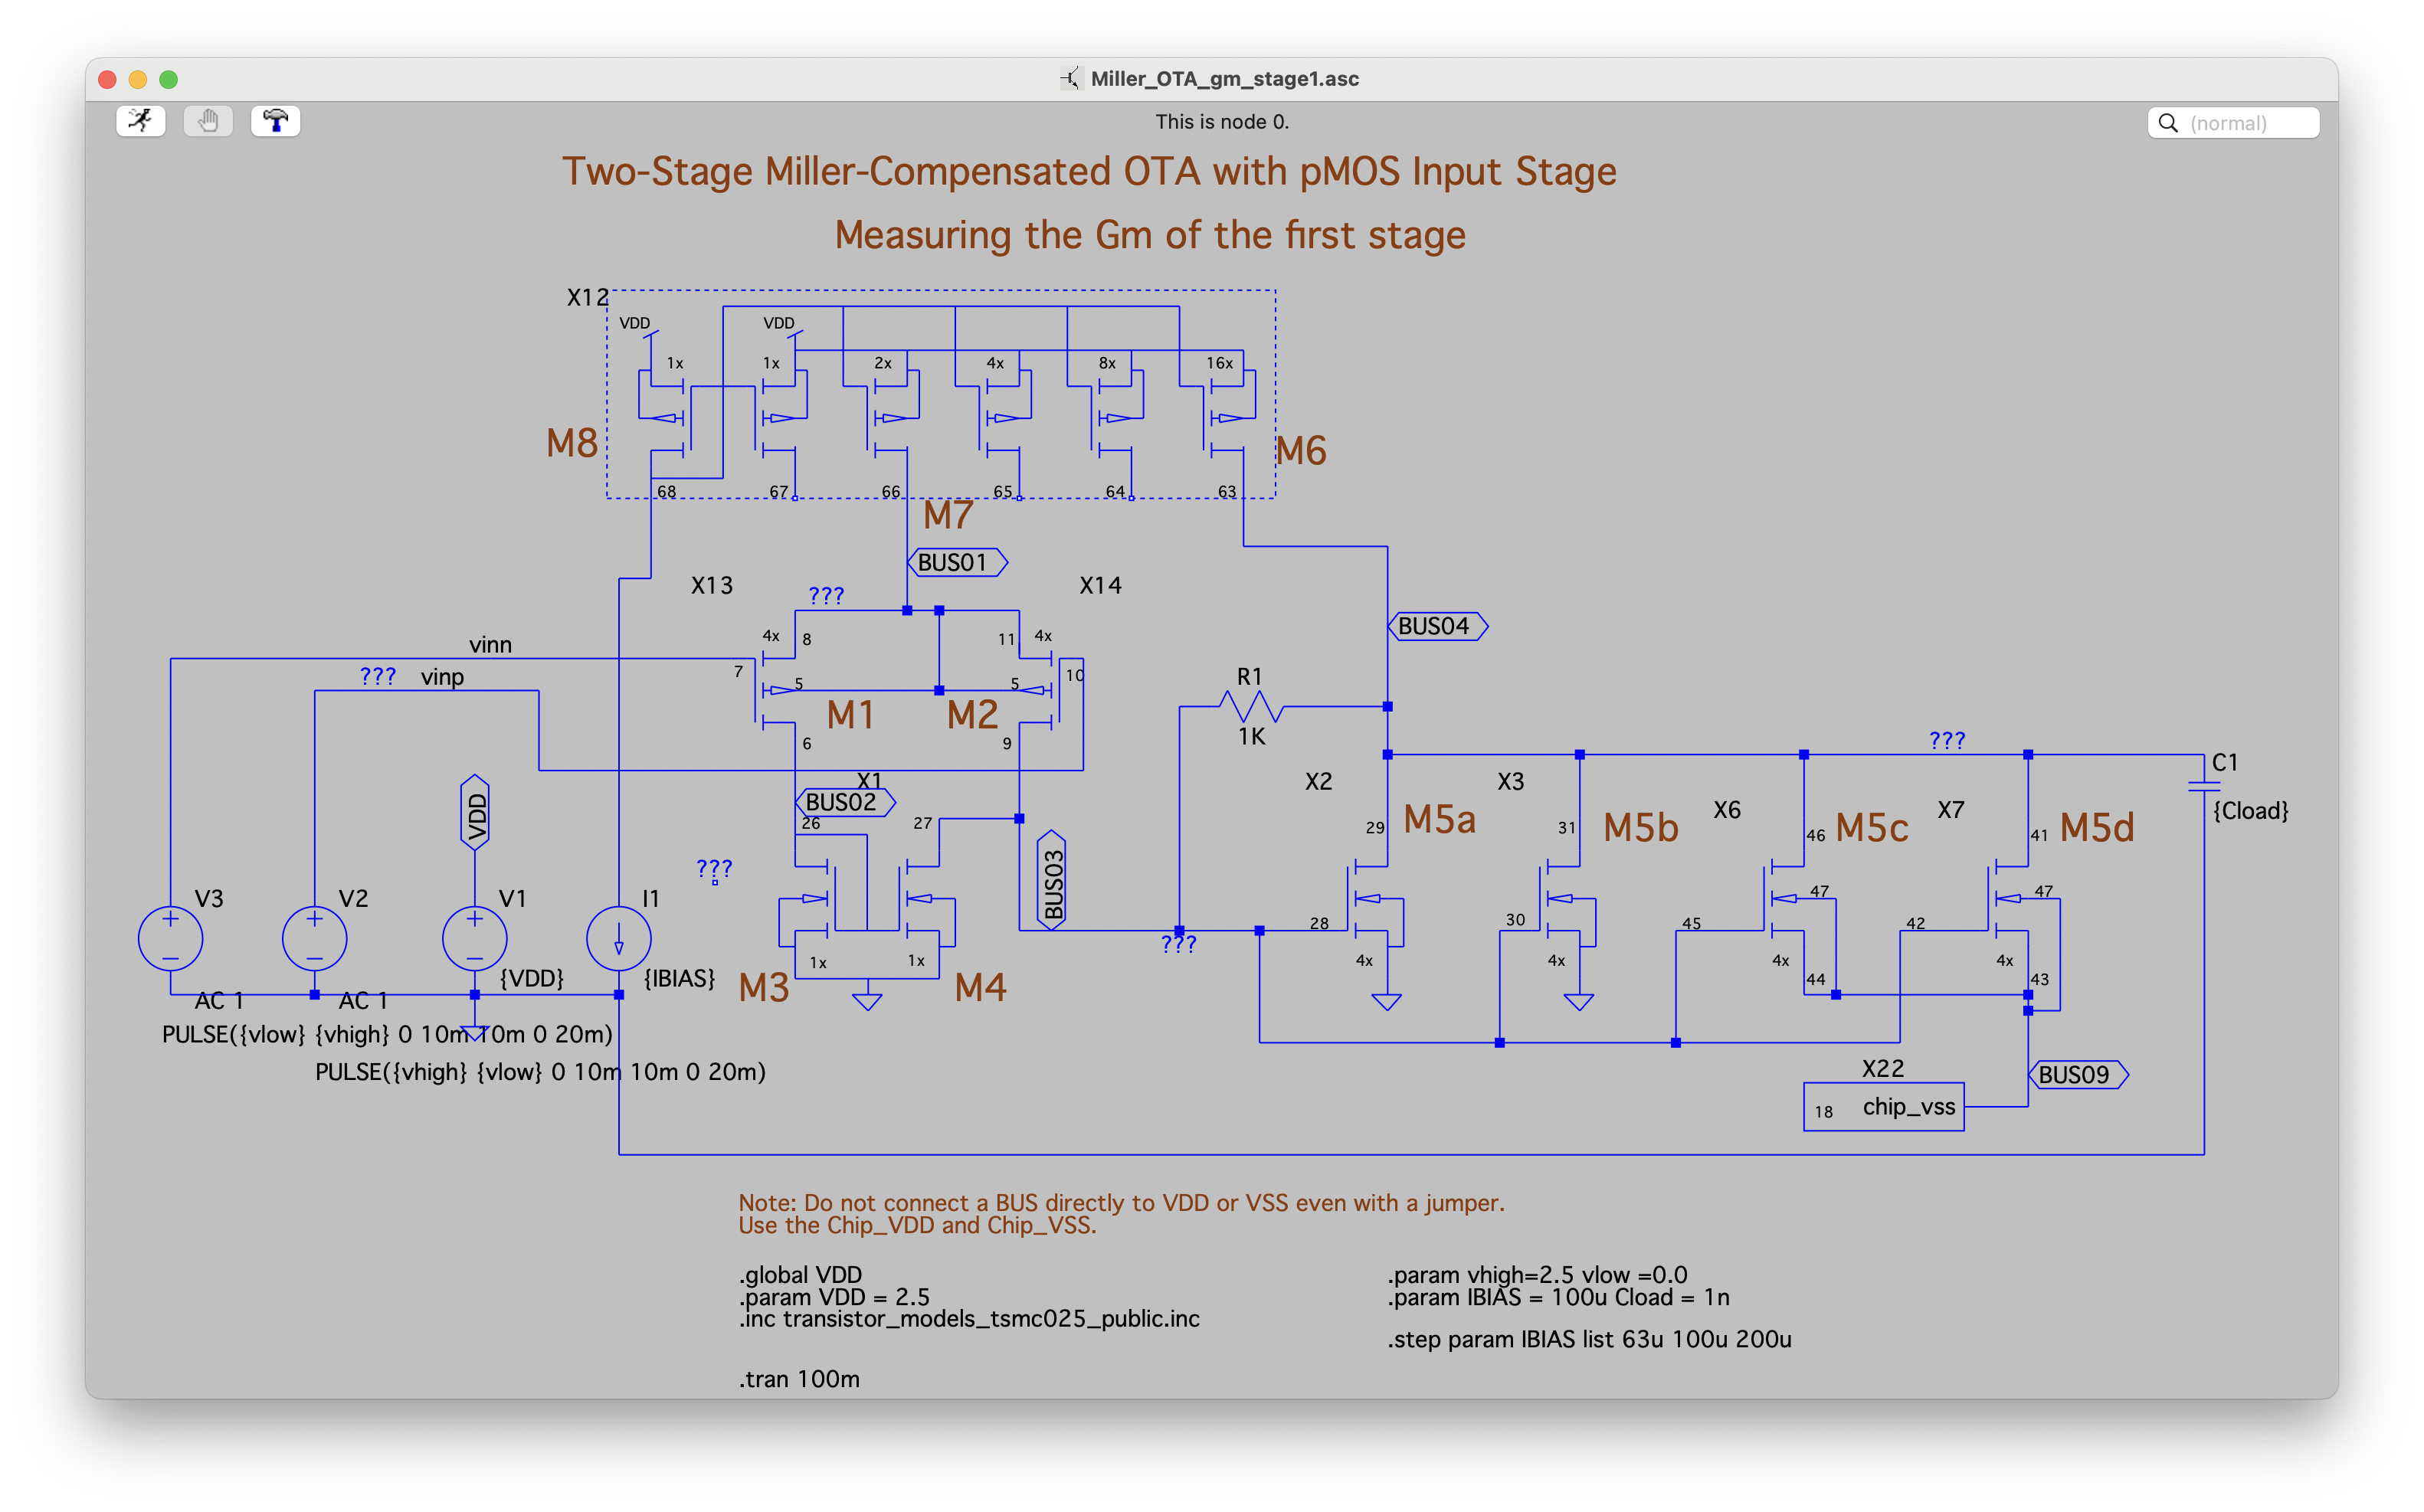 Miller_OTA_gm_stage1.asc
This is node 0.
(normal)
Two-Stage Miller-Compensated OTA with pMOS Input Stage
Measuring the Gm of the first stage
X12
VDD
VDD
1x
1x
2x
4x
8x
16x
M8
M6
68
67
66
65
64
63
M7
BUS01
X13
???
X14
BUS04
vinn
4x
8
11
4x
7
10
??? vinp
5
5
R1
1K
M1
M2
6
9
???
C1
{Cload}
X1
BUS02
26
27
X2
X3
X6
X7
29
M5a
31
M5b
46
M5c
41
M5d
VDD
BUS03
???
V3
V2
V1
I1
47
47
28
30
45
42
???
1x
1x
4x
4x
4x
4x
44
43
{VDD}
{IBIAS}
M3
M4
AC 1
AC 1
PULSE({vlow} {vhigh} 0 10m 10m 0 20m)
PULSE({vhigh} {vlow} 0 10m 10m 0 20m)
X22
BUS09
18
chip_vss
Note: Do not connect a BUS directly to VDD or VSS even with a jumper.
Use the Chip_VDD and Chip_VSS.
.global VDD
.param VDD = 2.5
.inc transistor_models_tsmc025_public.inc
.param vhigh=2.5 vlow =0.0
.param IBIAS = 100u Cload = 1n
.step param IBIAS list 63u 100u 200u
.tran 100m